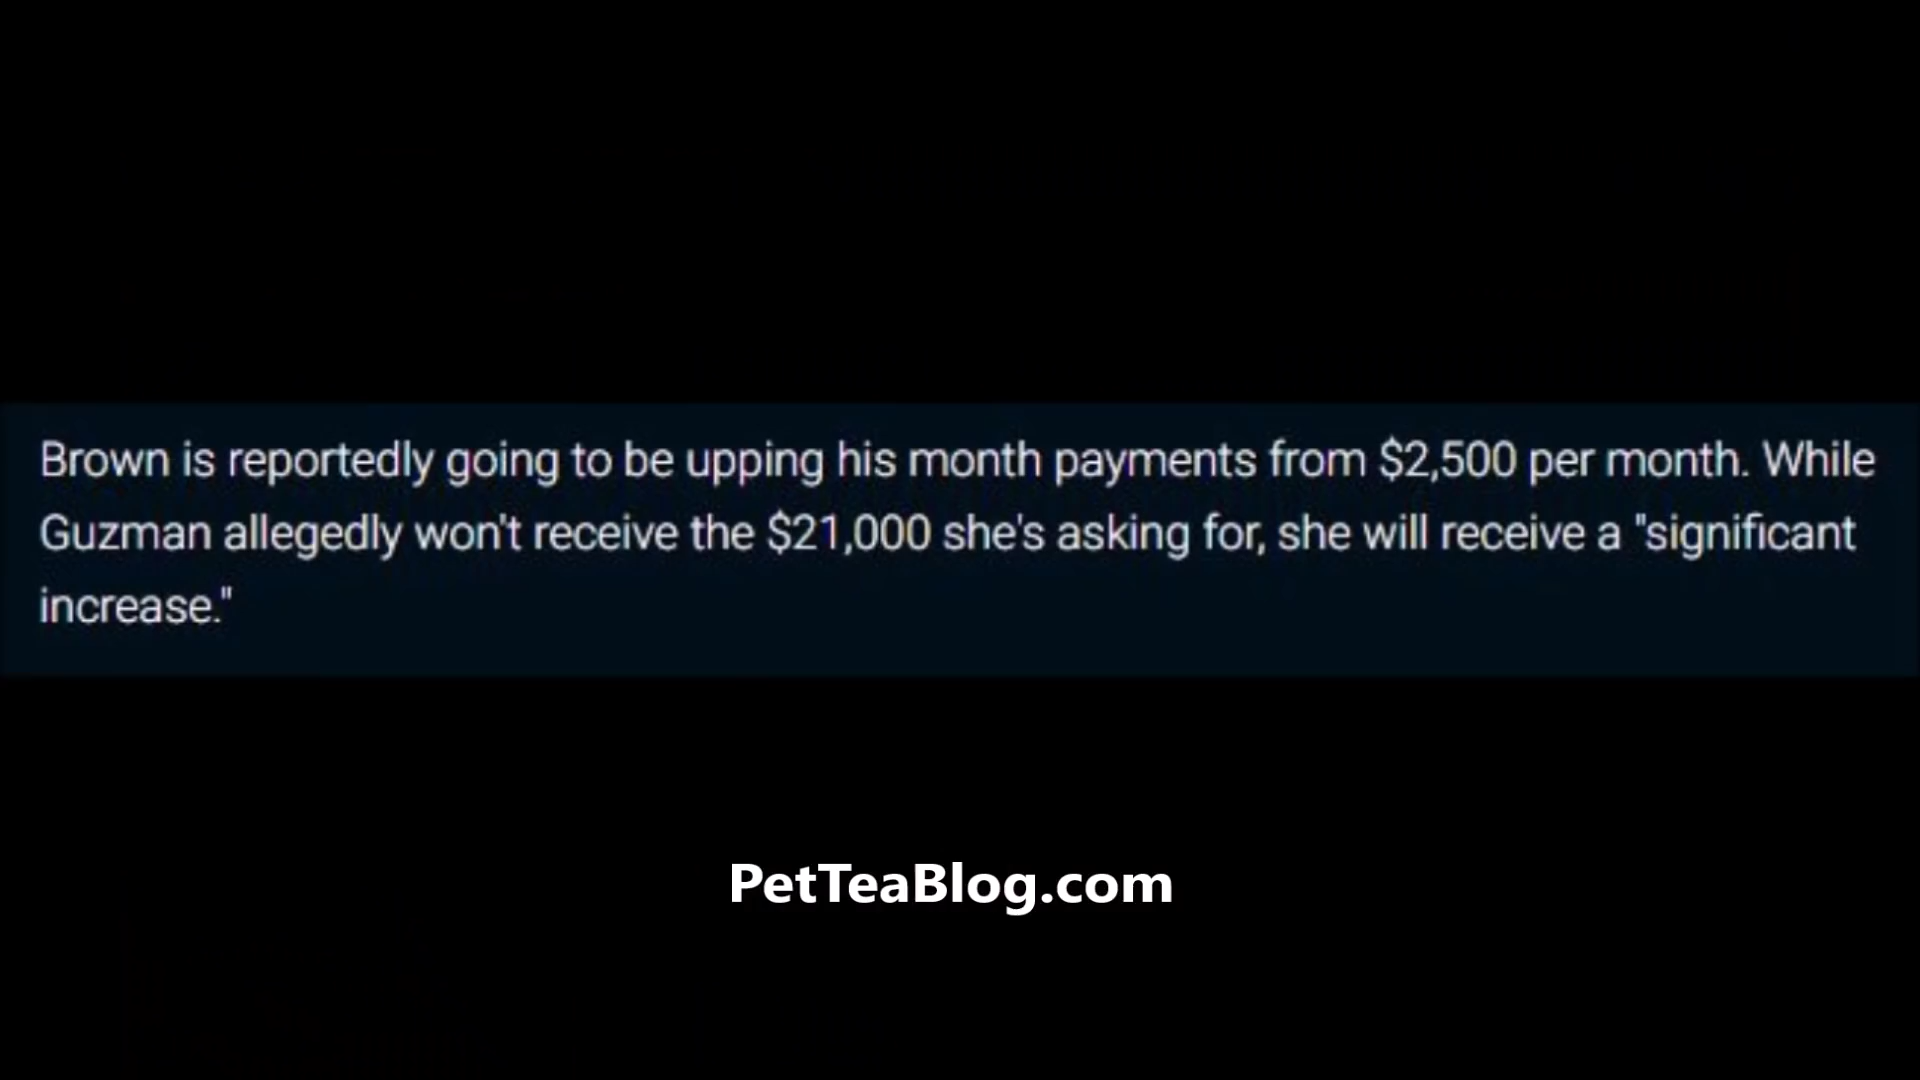 Brown is reportedly going to be upping his month payments from $2,500 per month. While
Guzman allegedly won't receive the $21,000 she's asking for, she will receive a "significant
increase."
PetTeaBlog.com